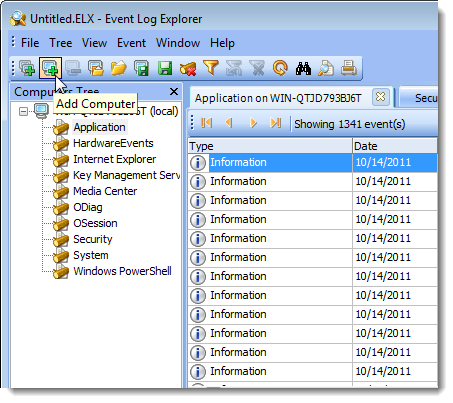 Untitled.ELX - Event Log Explorer
File Tree View Event Window Help
Computers Tree
Add Computer
(local)
Application
HardwareEvents
Internet Explorer
Key Management Serv
Media Center
ODiag
OSession
Security
System
Windows PowerShell
Application on WIN-QTJD793BJ6T
Secu
Showing 1341 event(s)
Type Date
Information 10/14/2011
Information 10/14/2011
Information 10/14/2011
Information 10/14/2011
Information 10/14/2011
Information 10/14/2011
Information 10/14/2011
Information 10/14/2011
Information 10/14/2011
Information 10/14/2011
Information 10/14/2011
Information 10/14/2011
Information 10/14/2011